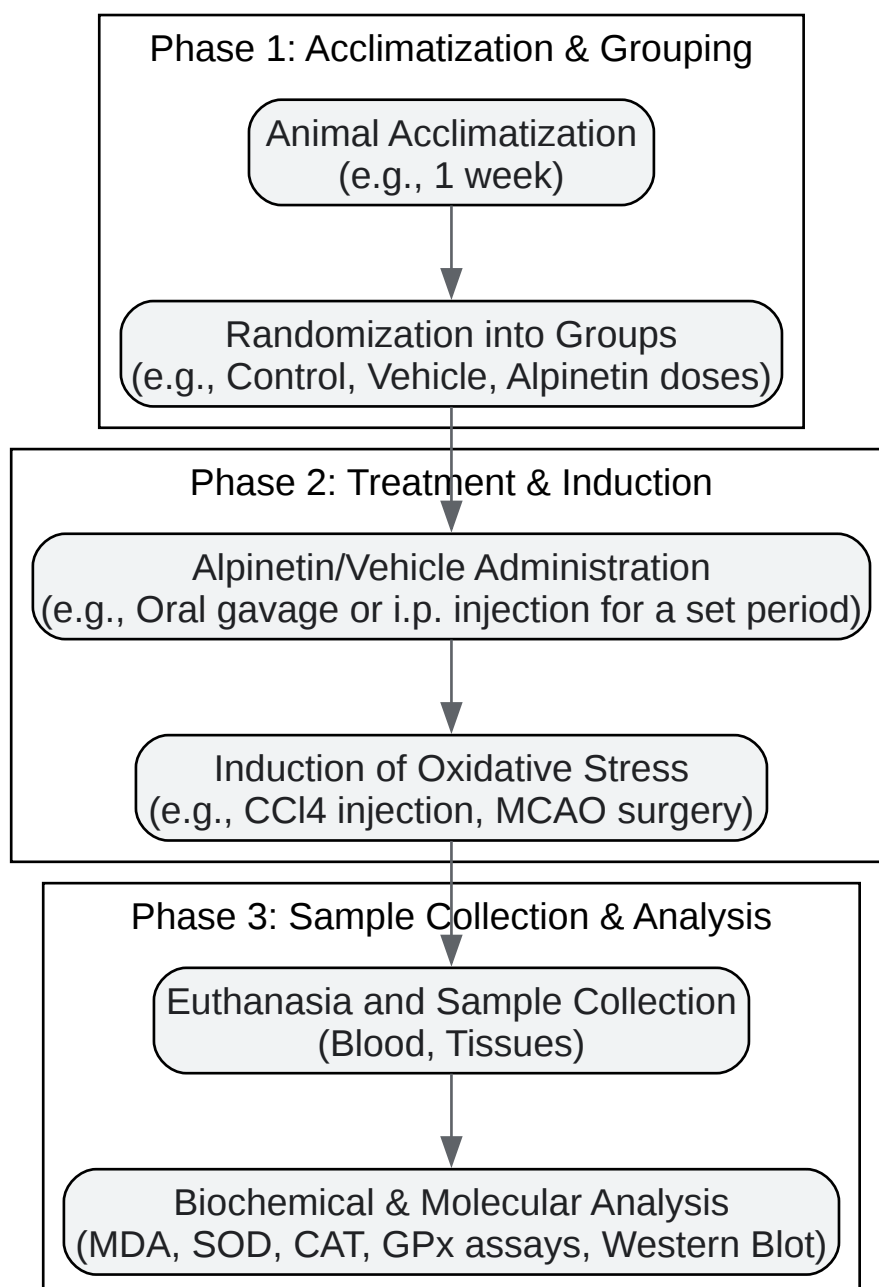 Phase 1: Acclimatization & Grouping
Animal Acclimatization
(e.g., 1 week)
Randomization into Groups
(e.g., Control, Vehicle, Alpinetin doses)
Phase 2: Treatment & Induction
Alpinetin/Vehicle Administration
(e.g., Oral gavage or i.p. injection for a set period)
Induction of Oxidative Stress
(e.g., CCl4 injection, MCAO surgery)
Phase 3: Sample Collection & Analysis
Euthanasia and Sample Collection
(Blood, Tissues)
Biochemical & Molecular Analysis
(MDA, SOD, CAT, GPx assays, Western Blot)